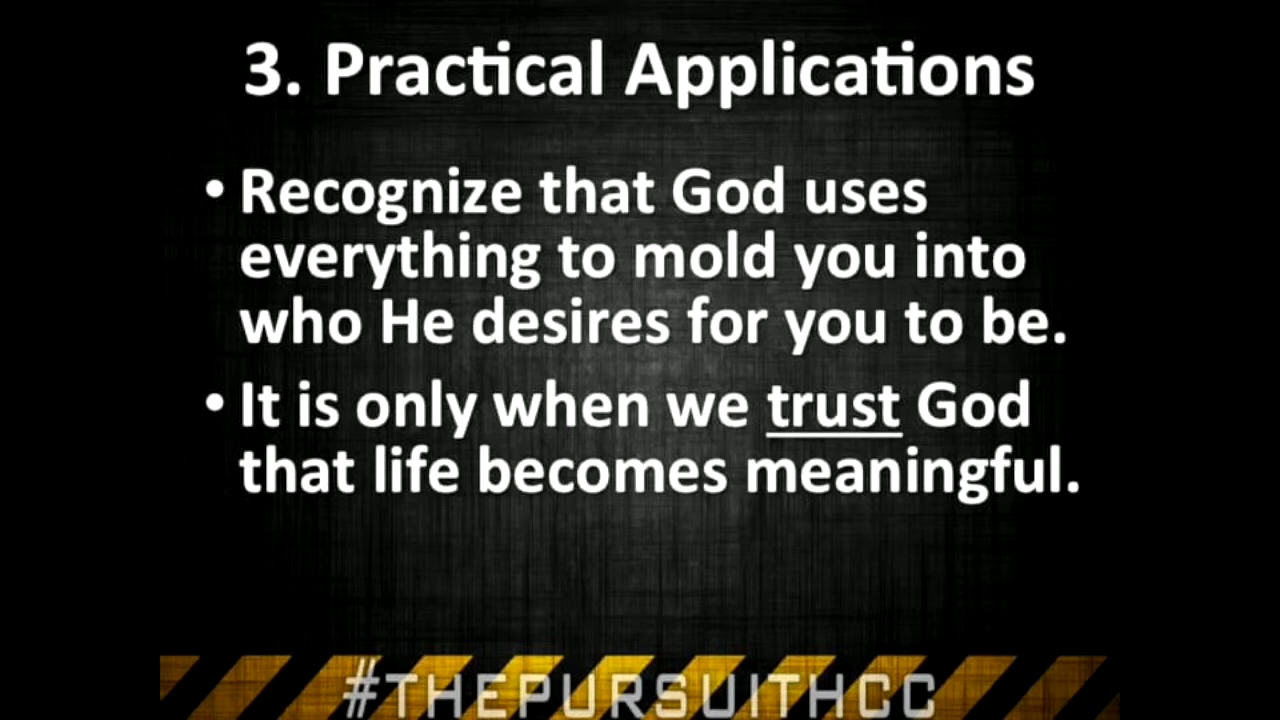 3. Practical Applications
• Recognize that God uses
everything to mold you into
who He desires for you to be.
• It is only when we trust God
that life becomes meaningful.
#THEPURSUITHCC